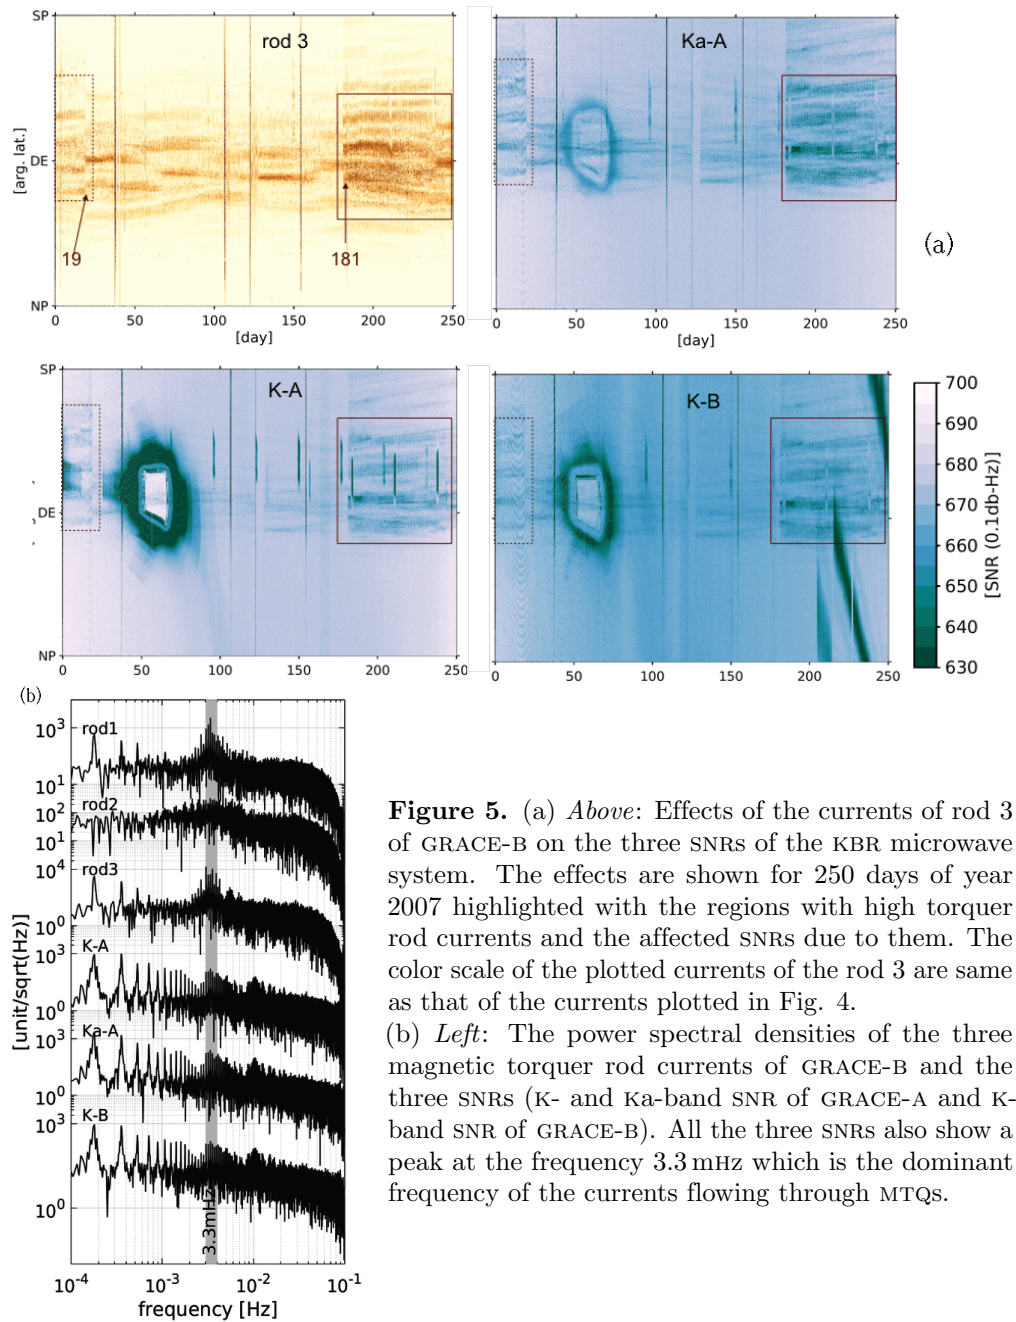 SP
rod 3
[arg. lat.]
DE
19
181
NP
0 50 100 150 200 250
[day]
Ka-A
0 50 100 150 200 250
[day]
(a)
SP
K-A
DE
NP
0 50 100 150 200 250
K-B
0 50 100 150 200 250
700
690
680
670
660
650
640
630
[SNR (0.1db-Hz)]
(b)
10^3
rod1
10^1
10^2
rod2
10^1
10^4
rod3
10^0
10^3
K-A
10^0
10^3
Ka-A
10^0
10^3
K-B
10^0
3.3mHz
[unit/sqrt(Hz)]
10^-4 10^-3 10^-2 10^-1
frequency [Hz]
Figure 5. (a) Above: Effects of the currents of rod 3
of GRACE-B on the three SNRs of the KBR microwave
system. The effects are shown for 250 days of year
2007 highlighted with the regions with high torquer
rod currents and the affected SNRs due to them. The
color scale of the plotted currents of the rod 3 are same
as that of the currents plotted in Fig. 4.
(b) Left: The power spectral densities of the three
magnetic torquer rod currents of GRACE-B and the
three SNRs (K- and Ka-band SNR of GRACE-A and K-
band SNR of GRACE-B). All the three SNRs also show a
peak at the frequency 3.3 mHz which is the dominant
frequency of the currents flowing through MTQs.